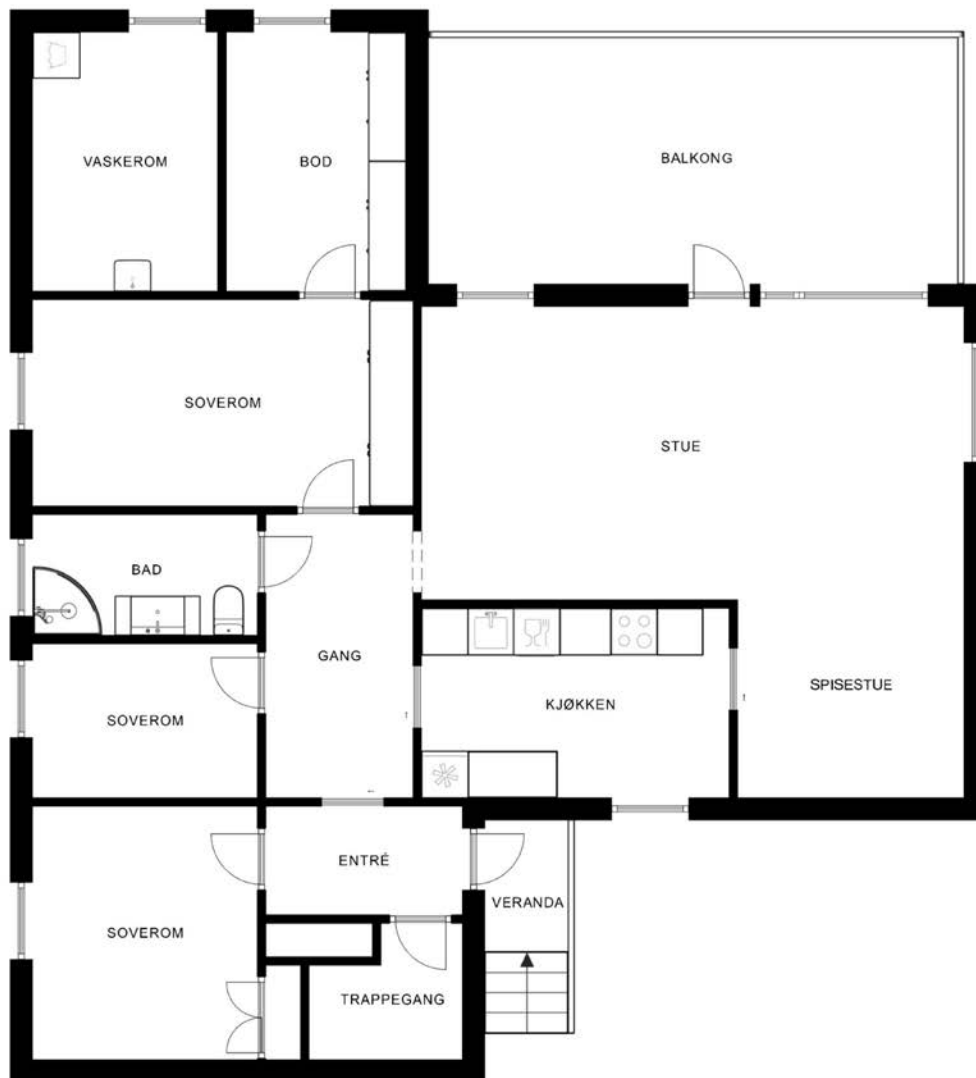 VASKEROM
BOD
BALKONG
SOVEROM
STUE
BAD
GANG
SPISESTUE
KJØKKEN
SOVEROM
ENTRÉ
VERANDA
SOVEROM
TRAPPEGANG